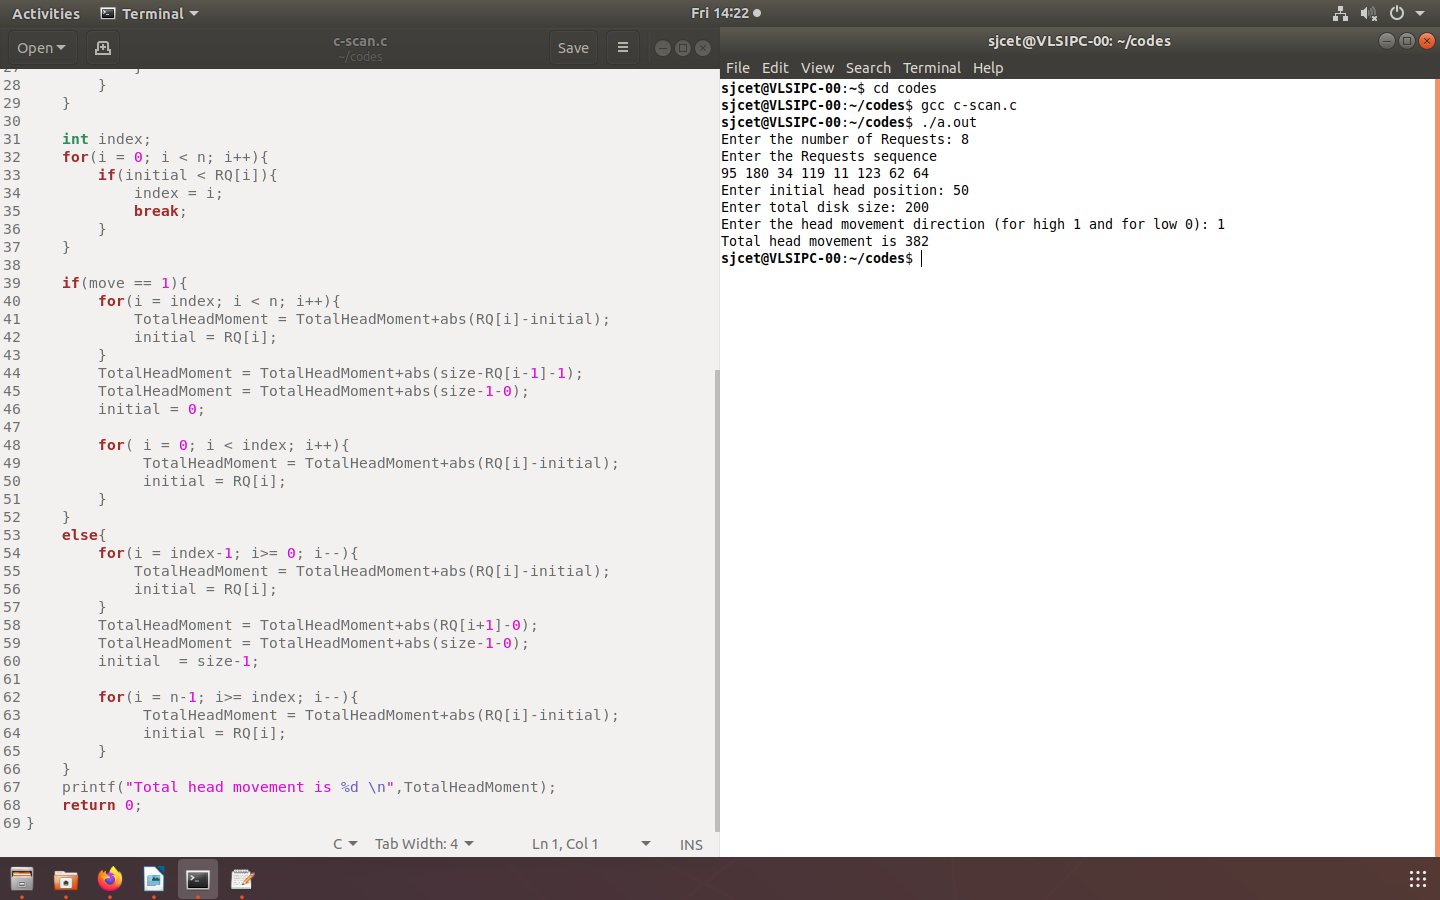 Activities Terminal Fri 14:22
Open c-scan.c ~/codes Save
28 }
29 }
30
31 int index;
32 for(i = 0; i < n; i++){
33 if(initial < RQ[i]){
34 index = i;
35 break;
36 }
37 }
38
39 if(move == 1){
40 for(i = index; i < n; i++){
41 TotalHeadMoment = TotalHeadMoment+abs(RQ[i]-initial);
42 initial = RQ[i];
43 }
44 TotalHeadMoment = TotalHeadMoment+abs(size-RQ[i-1]-1);
45 TotalHeadMoment = TotalHeadMoment+abs(size-1-0);
46 initial = 0;
47
48 for( i = 0; i < index; i++){
49 TotalHeadMoment = TotalHeadMoment+abs(RQ[i]-initial);
50 initial = RQ[i];
51 }
52 }
53 else{
54 for(i = index-1; i>= 0; i--){
55 TotalHeadMoment = TotalHeadMoment+abs(RQ[i]-initial);
56 initial = RQ[i];
57 }
58 TotalHeadMoment = TotalHeadMoment+abs(RQ[i+1]-0);
59 TotalHeadMoment = TotalHeadMoment+abs(size-1-0);
60 initial  = size-1;
61
62 for(i = n-1; i>= index; i--){
63 TotalHeadMoment = TotalHeadMoment+abs(RQ[i]-initial);
64 initial = RQ[i];
65 }
66 }
67 printf("Total head movement is %d \n",TotalHeadMoment);
68 return 0;
69 }
C Tab Width: 4 Ln 1, Col 1 INS
sjcet@VLSIPC-00: ~/codes
File Edit View Search Terminal Help
sjcet@VLSIPC-00:~$ cd codes
sjcet@VLSIPC-00:~/codes$ gcc c-scan.c
sjcet@VLSIPC-00:~/codes$ ./a.out
Enter the number of Requests: 8
Enter the Requests sequence
95 180 34 119 11 123 62 64
Enter initial head position: 50
Enter total disk size: 200
Enter the head movement direction (for high 1 and for low 0): 1
Total head movement is 382
sjcet@VLSIPC-00:~/codes$